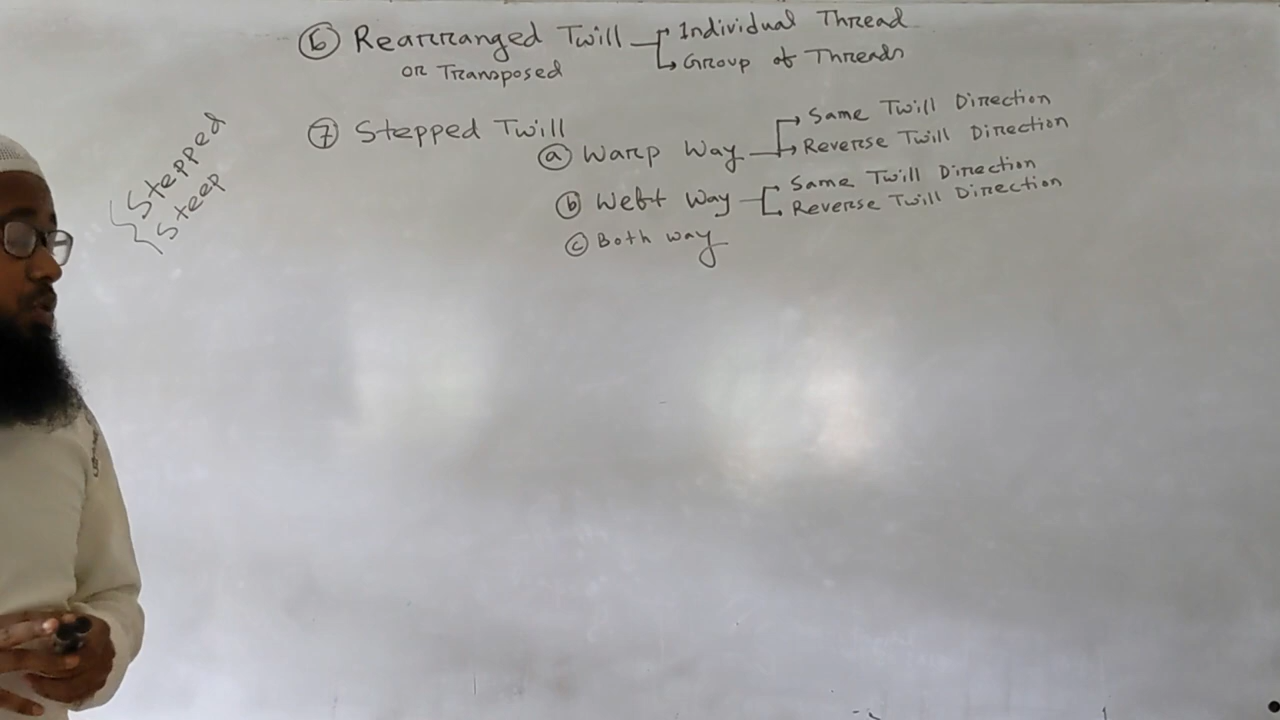 ⑥ Rearranged Twill → Individual Thread
→ Group of Threads
or Transposed
⑦ Stepped Twill
ⓐ Warp Way → Same Twill Direction
→ Reverse Twill Direction
ⓑ Weft Way → Same Twill Direction
→ Reverse Twill Direction
ⓒ Both way
Stepped
Steep